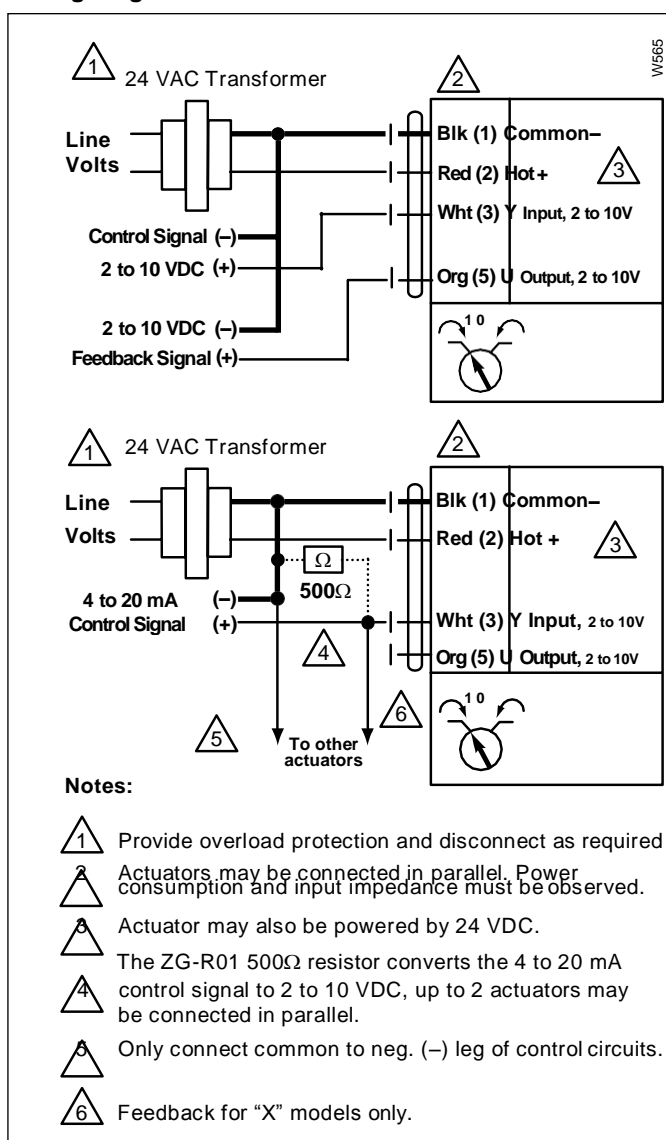 W565
1 24 VAC Transformer 2
Line
Volts
Blk (1) Common–
Red (2) Hot +
3
Wht (3) Y Input, 2 to 10V
Control Signal (–)
2 to 10 VDC (+)
Org (5) U Output, 2 to 10V
2 to 10 VDC (–)
Feedback Signal (+)
1 0
1 24 VAC Transformer 2
Line
Volts
Blk (1) Common–
Red (2) Hot +
3
Ω
500Ω
4 to 20 mA (–)
Control Signal (+)
Wht (3) Y Input, 2 to 10V
Org (5) U Output, 2 to 10V
4
5
6
To other
actuators
1 0
Notes:
1 Provide overload protection and disconnect as required
2 Actuators may be connected in parallel. Power
consumption and input impedance must be observed.
3 Actuator may also be powered by 24 VDC.
The ZG-R01 500Ω resistor converts the 4 to 20 mA
4 control signal to 2 to 10 VDC, up to 2 actuators may
be connected in parallel.
5 Only connect common to neg. (–) leg of control circuits.
6 Feedback for “X” models only.